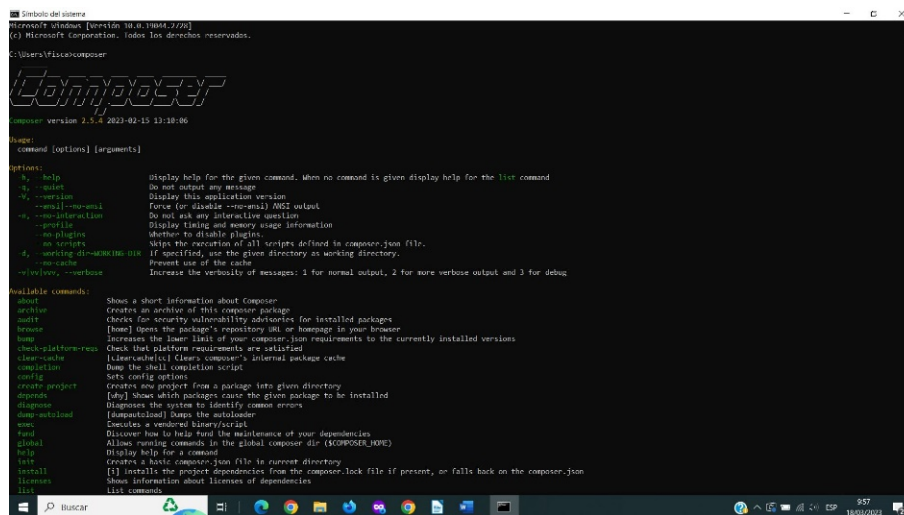 Símbolo del sistema
Microsoft Windows [Versión 10.0.19044.2728]
(c) Microsoft Corporation. Todos los derechos reservados.
C:\Users\fisca>composer
Composer
Composer version 2.5.4 2023-02-15 13:10:06
Usage:
command [options] [arguments]
Options:
-h, --help Display help for the given command. When no command is given display help for the list command
-q, --quiet Do not output any message
-V, --version Display this application version
--ansi|--no-ansi Force (or disable --no-ansi) ANSI output
-n, --no-interaction Do not ask any interactive question
--profile Display timing and memory usage information
--no-plugins Whether to disable plugins.
--no-scripts Skips the execution of all scripts defined in composer.json file.
-d, --working-dir=WORKING-DIR If specified, use the given directory as working directory.
--no-cache Prevent use of the cache
-v|vv|vvv, --verbose Increase the verbosity of messages: 1 for normal output, 2 for more verbose output and 3 for debug
Available commands:
about Shows a short information about Composer
archive Creates an archive of this composer package
audit Checks for security vulnerability advisories for installed packages
browse [home] Opens the package's repository URL or homepage in your browser
bump Increases the lower limit of your composer.json requirements to the currently installed versions
check-platform-reqs Check that platform requirements are satisfied
clear-cache [clearcache|cc] Clears composer's internal package cache
completion Dump the shell completion script
config Sets config options
create-project Creates new project from a package into given directory
depends [why] Shows which packages cause the given package to be installed
diagnose Diagnoses the system to identify common errors
dump-autoload [dumpautoload] Dumps the autoloader
exec Executes a vendored binary/script
fund Discover how to help fund the maintenance of your dependencies
global Allows running commands in the global composer dir ($COMPOSER_HOME)
help Display help for a command
init Creates a basic composer.json file in current directory
install [i] Installs the project dependencies from the composer.lock file if present, or falls back on the composer.json
licenses Shows information about licenses of dependencies
list List commands
Buscar
ESP
9:57
18/03/2023